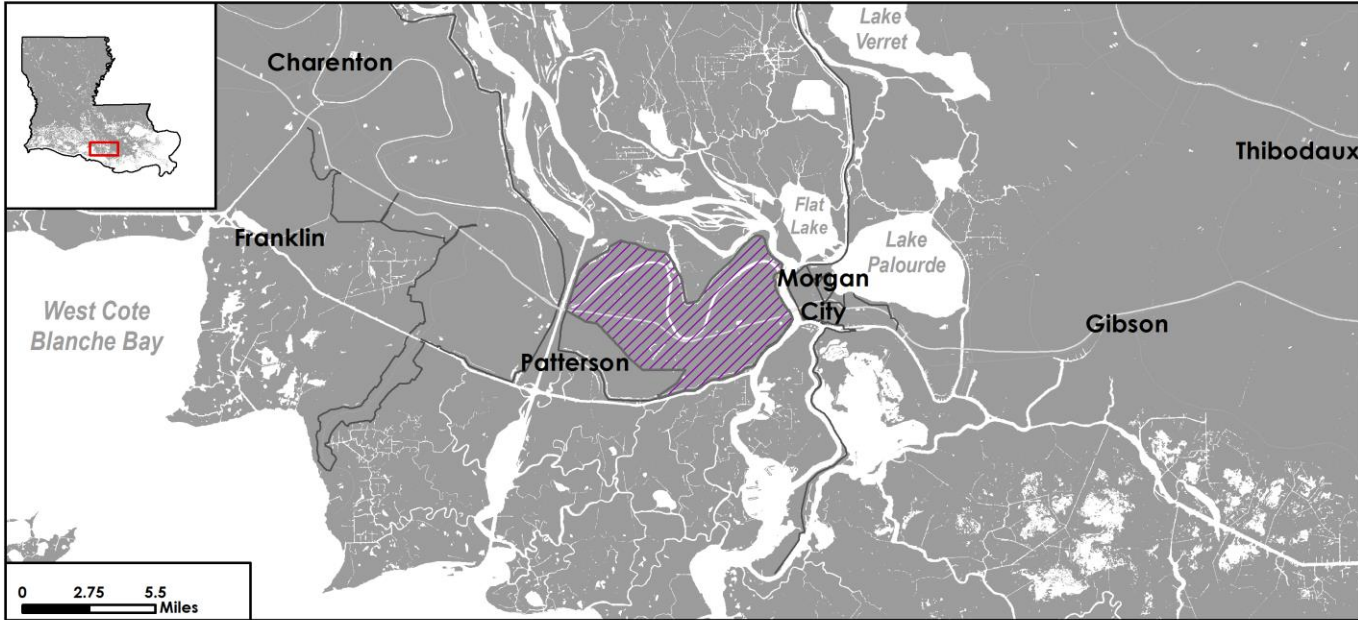 Lake
Verret
Charenton
Thibodaux
Flat
Lake
Franklin
Lake
Palourde
Morgan
City
West Cote
Blanche Bay
Gibson
Patterson
0 2.75 5.5
Miles